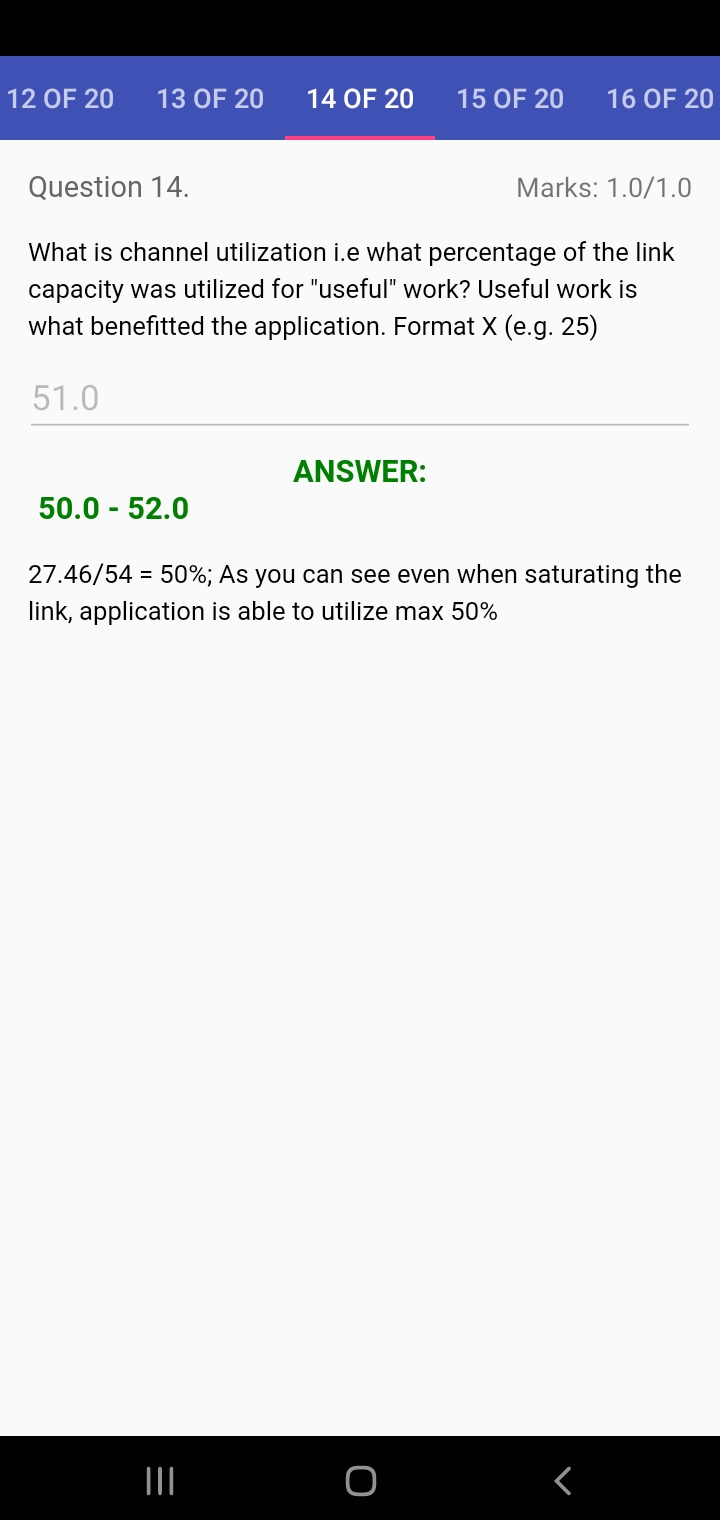 12 OF 20 13 OF 20 14 OF 20 15 OF 20 16 OF 20
Question 14. Marks: 1.0/1.0
What is channel utilization i.e what percentage of the link
capacity was utilized for "useful" work? Useful work is
what benefitted the application. Format X (e.g. 25)
51.0
ANSWER:
50.0 - 52.0
27.46/54 = 50%; As you can see even when saturating the
link, application is able to utilize max 50%